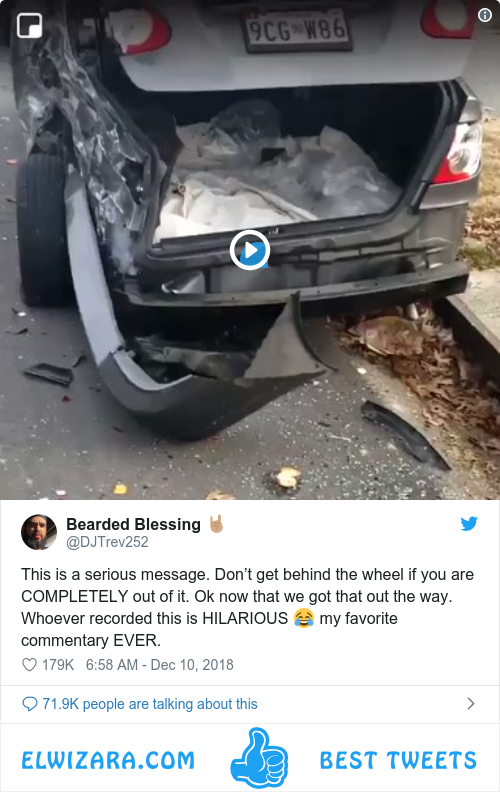 9CG W86
Bearded Blessing 🤘🏼
@DJTrev252
This is a serious message. Don’t get behind the wheel if you are
COMPLETELY out of it. Ok now that we got that out the way.
Whoever recorded this is HILARIOUS 😂 my favorite
commentary EVER.
179K 6:58 AM - Dec 10, 2018
71.9K people are talking about this
ELWIZARA.COM BEST TWEETS